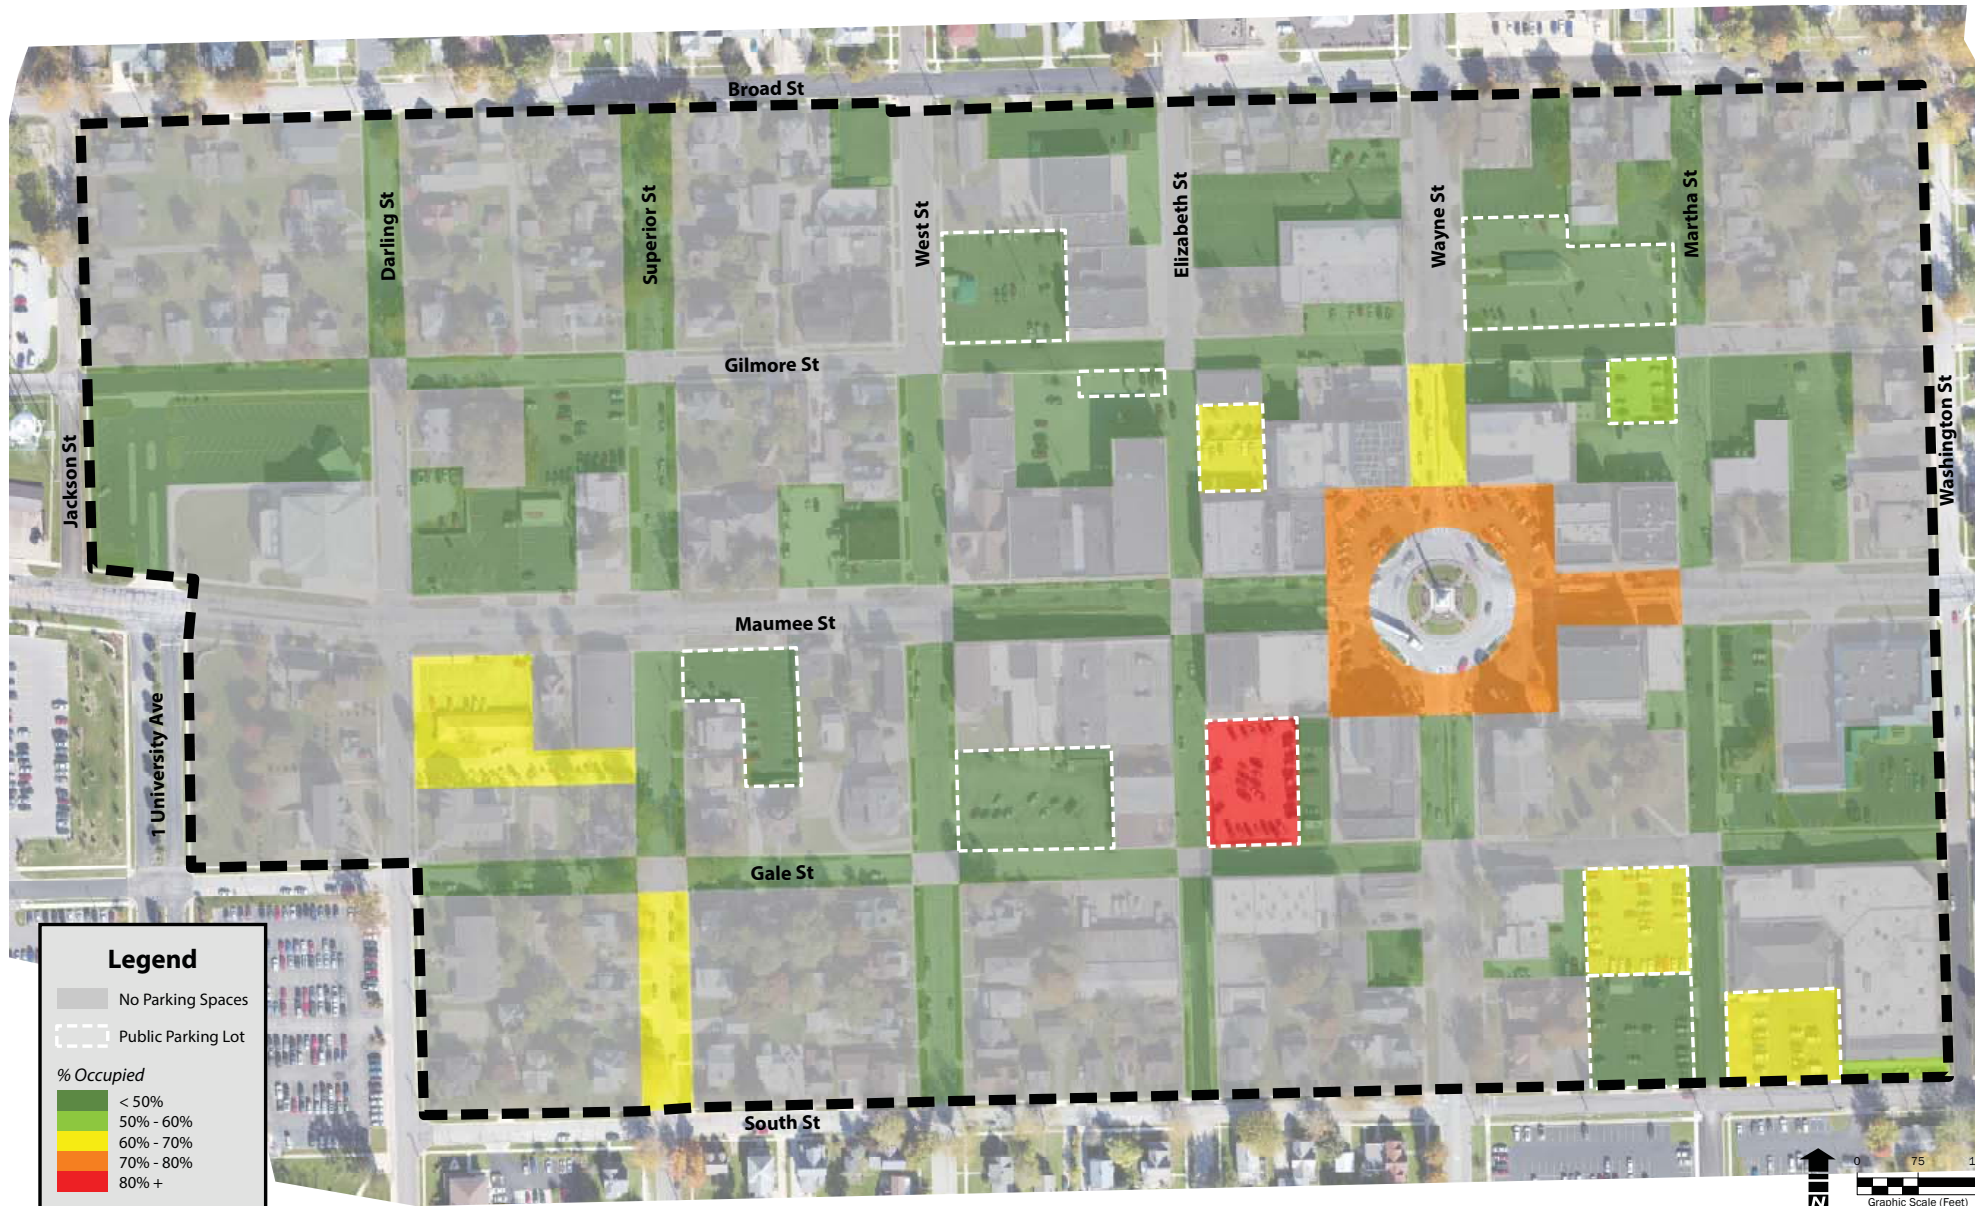 Broad St
Darling St
Superior St
West St
Elizabeth St
Wayne St
Martha St
Gilmore St
Jackson St
Washington St
Maumee St
1 University Ave
Gale St
South St
Legend
No Parking Spaces
Public Parking Lot
% Occupied
< 50%
50% - 60%
60% - 70%
70% - 80%
80% +
N
0 75 1
Graphic Scale (Feet)